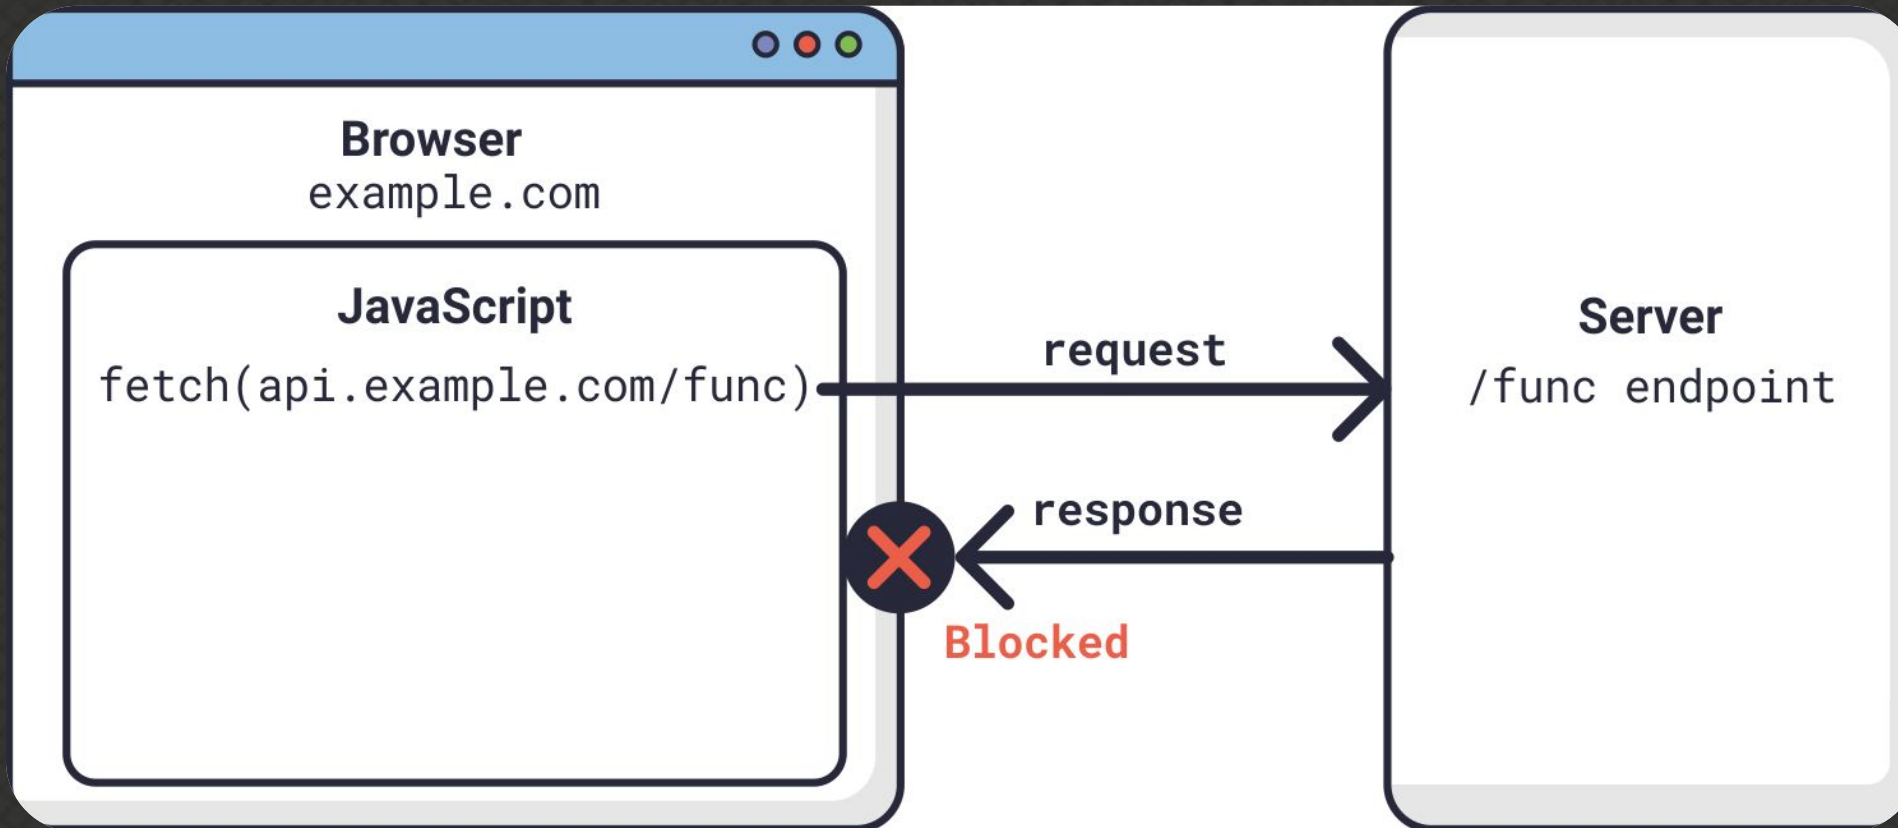 Browser
example.com
JavaScript
fetch(api.example.com/func)
request
response
Blocked
Server
/func endpoint